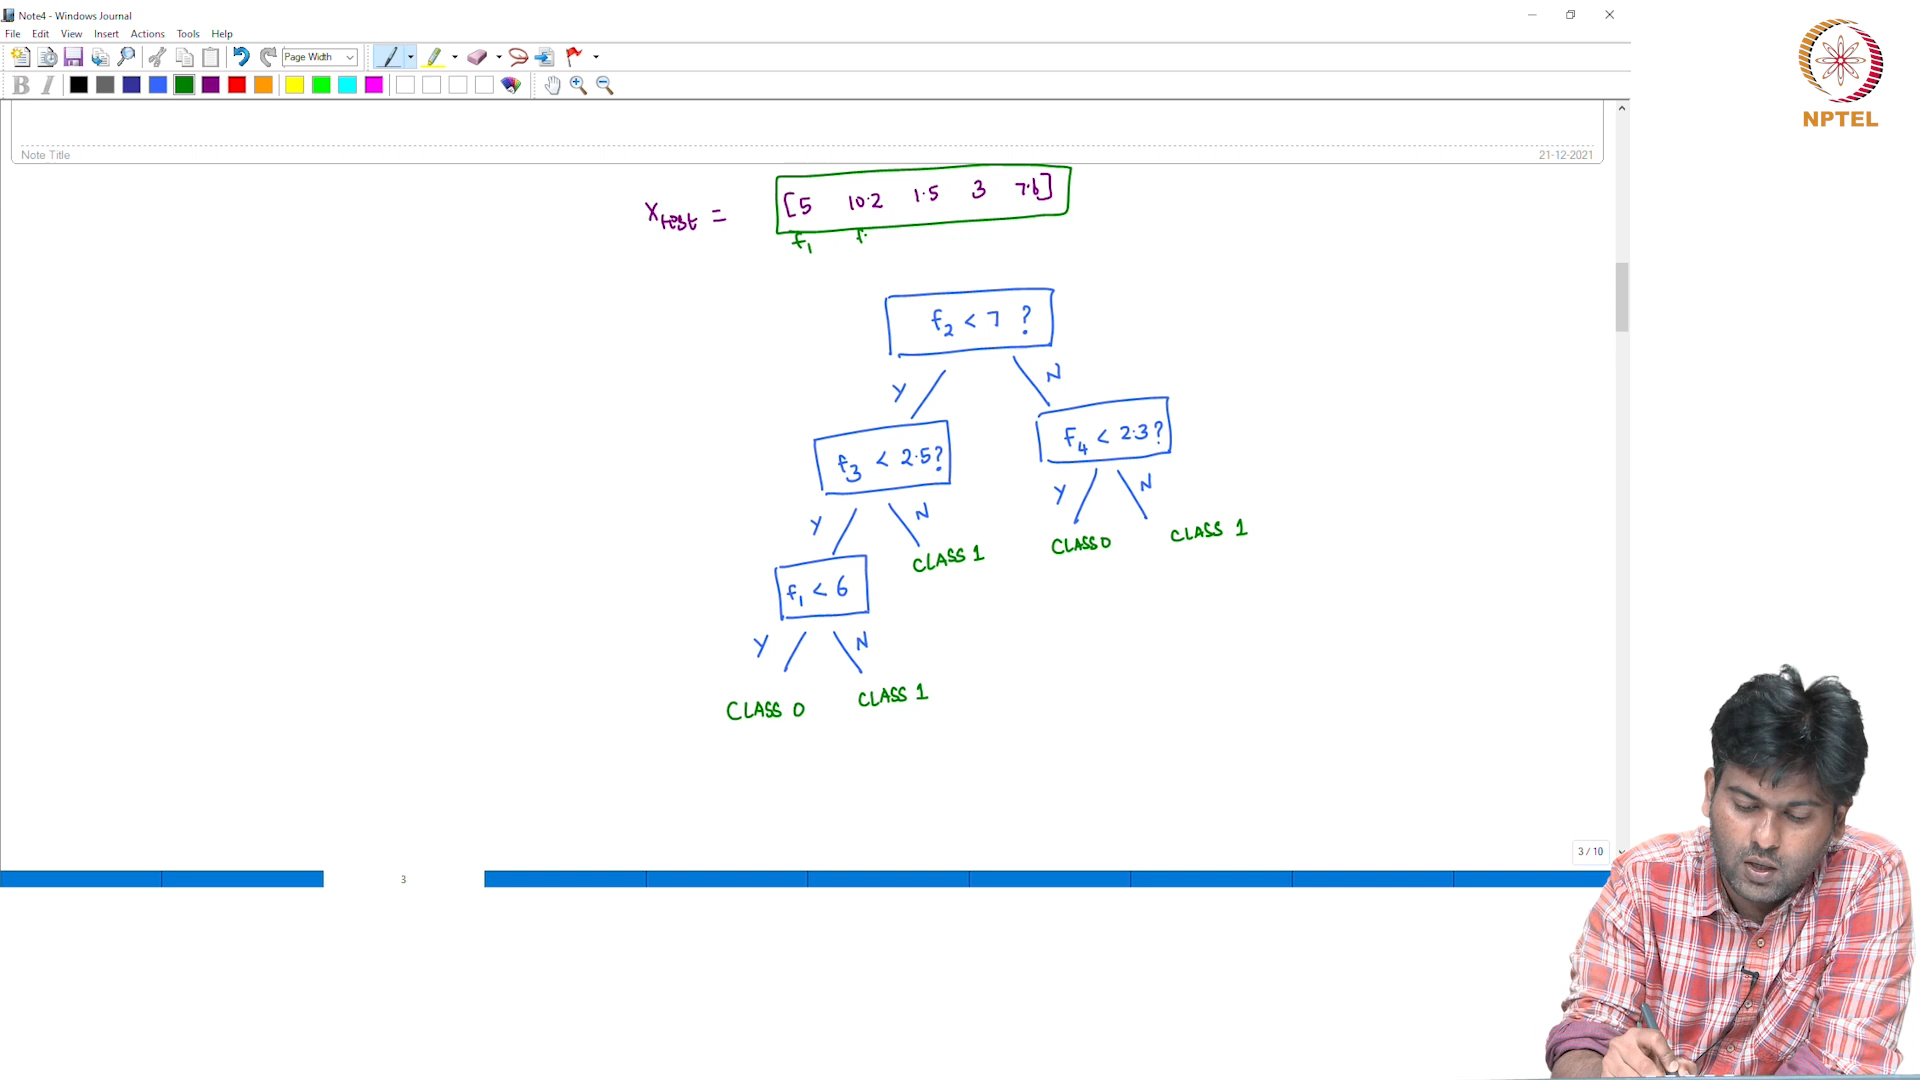 Note4 - Windows Journal
File Edit View Insert Actions Tools Help
Page Width
B I
NPTEL
Note Title 21-12-2021
Xtest = [5 10.2 1.5 3 7.6]
f1 f
f2 < 7 ?
Y N
f3 < 2.5? f4 < 2.3?
Y N Y N
CLASS 1 CLASS 0 CLASS 1
f1 < 6
Y N
CLASS 0 CLASS 1
3 / 10
3